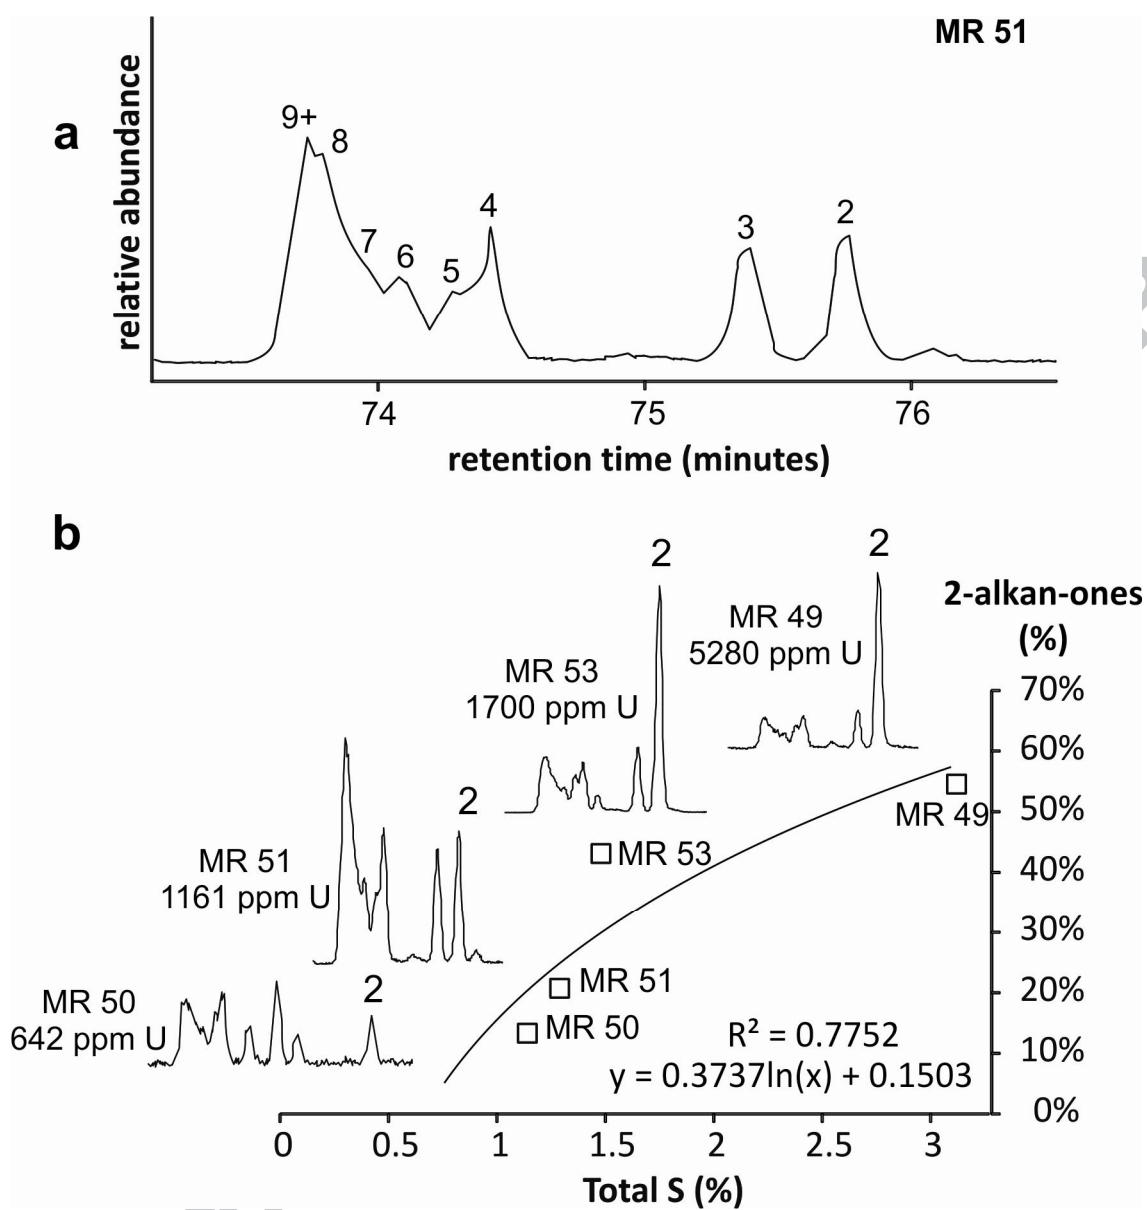 MR 51
a
relative abundance
9+
8
7
6
5
4
3
2
74
75
76
retention time (minutes)
b
2
2
2-alkan-ones
(%)
MR 49
5280 ppm U
MR 53
1700 ppm U
70%
60%
50%
40%
30%
20%
10%
0%
MR 49
MR 53
2
MR 51
1161 ppm U
MR 51
2
MR 50
642 ppm U
MR 50
R² = 0.7752
y = 0.3737ln(x) + 0.1503
0
0.5
1
1.5
2
2.5
3
Total S (%)